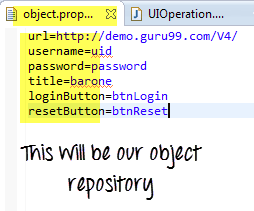 object.prop... UIOperation....
url=http://demo.guru99.com/V4/
username=uid
password=password
title=barone
loginButton=btnLogin
resetButton=btnReset
This will be our object
repository